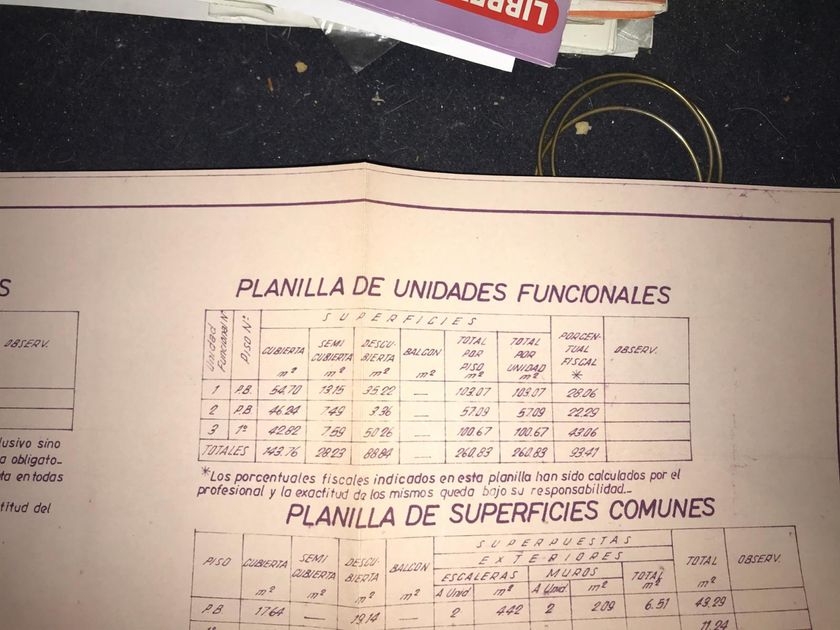 LIBRE
S
OBSERV.
lusivo sino
a obligato_
ta en todas
titud del
PLANILLA DE UNIDADES FUNCIONALES
Unidad Funcional Nº PISO Nº SUPERFICIES PORCEN- TUAL FISCAL * OBSERV.
CUBIERTA m² SEMI CUBIERTA m² DESCU- BIERTA m² BALCON m² TOTAL POR PISO m² TOTAL POR UNIDAD m²
1 P.B. 54.70 13.15 35.22 — 103.07 103.07 28.06
2 P.B 46.24 7.49 3.36 — 57.09 57.09 22.29
3 1º 42.82 7.59 50.26 — 100.67 100.67 43.06
TOTALES 143.76 28.23 88.84 — 260.83 260.83 93.41
*Los porcentuales fiscales indicados en esta planilla han sido calculados por el
profesional y la exactitud de los mismos queda bajo su responsabilidad._
PLANILLA DE SUPERFICIES COMUNES
PISO CUBIERTA m² SEMI CUBIERTA m² DESCU- BIERTA m² BALCON m² SUPERPUESTAS TOTAL m² OBSERV.
EXTERIORES
ESCALERAS MUROS TOTAL m²
A Unid m² A Unid. m²
P.B 17.64 — 19.14 — 2 4.42 2 2.09 6.51 43.29
11.24